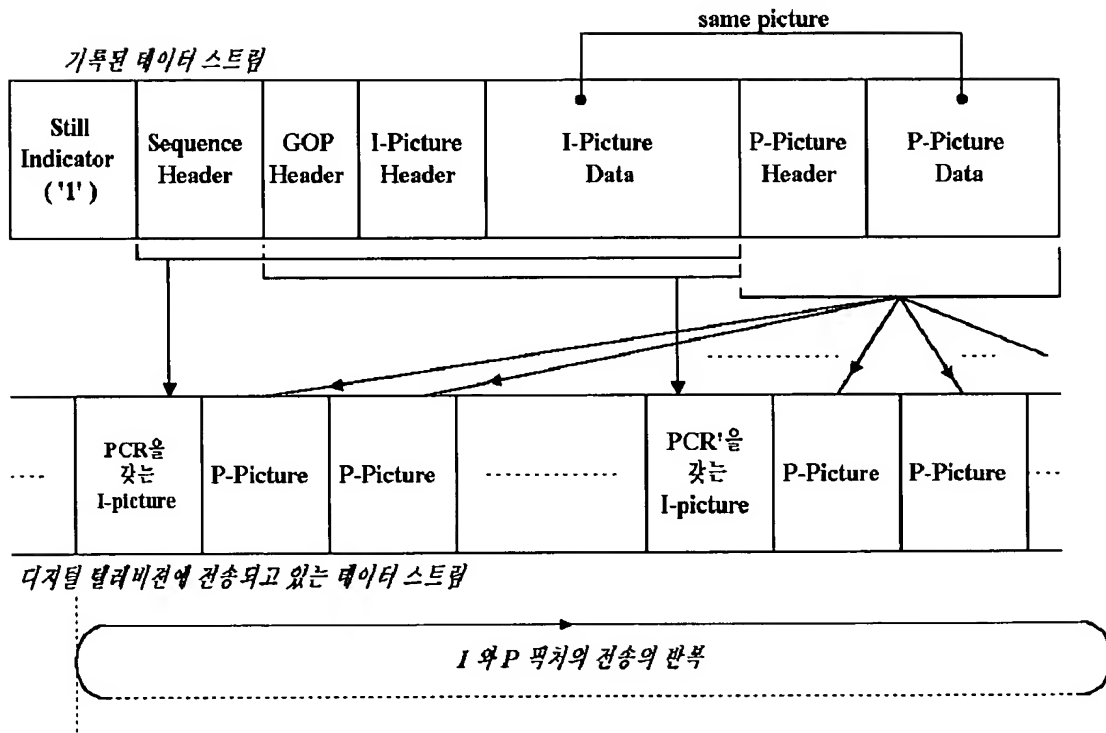 same picture
기록된 데이터 스트림
Still
Indicator
('1')
Sequence
Header
GOP
Header
I-Picture
Header
I-Picture
Data
P-Picture
Header
P-Picture
Data
PCR을
갖는
I-picture
P-Picture
P-Picture
PCR'을
갖는
I-picture
P-Picture
P-Picture
디지털 텔레비전에 전송되고 있는 데이터 스트림
I 와 P 픽처의 전송의 반복